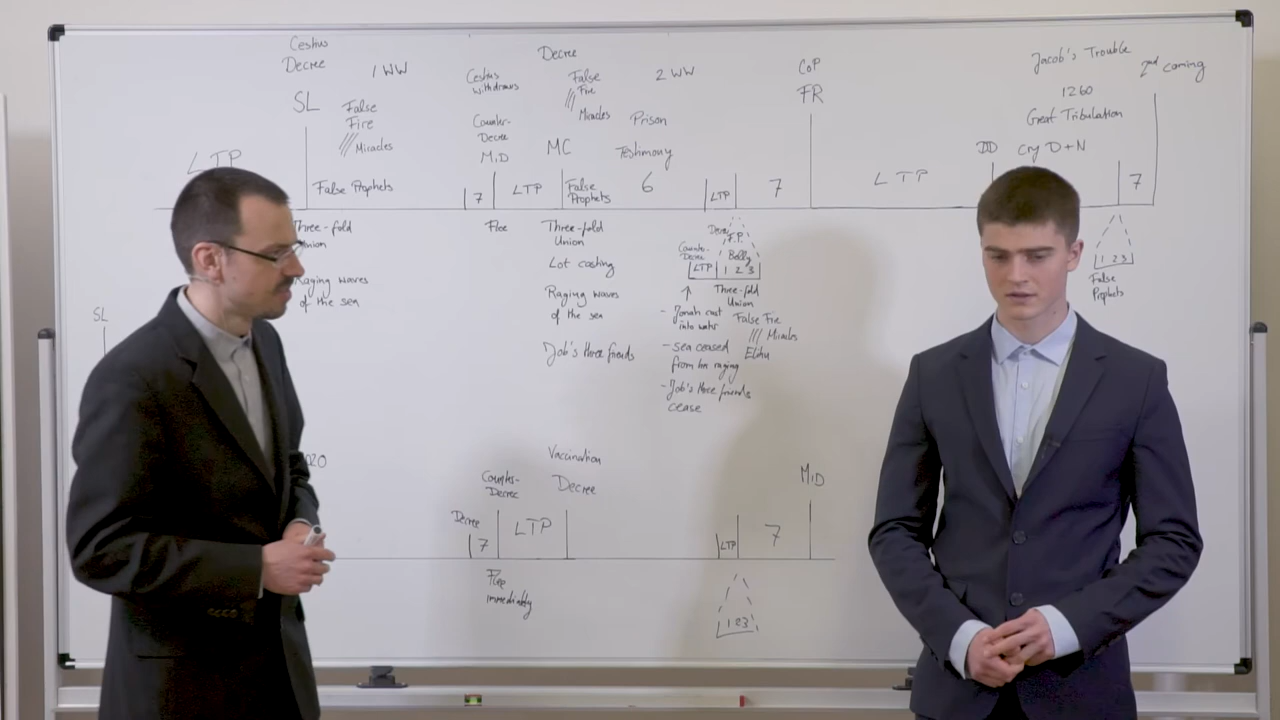 Cestius
Decree
1 WW
SL
False
Fire
/// Miracles
LTP
False Prophets
Three-fold
Union
Raging waves
of the sea
Cestius
withdraws
Counter-
Decree
MiD
7
LTP
Flee
Decree
False
Fire
/// Miracles
MC
False
Prophets
Three-fold
Union
Lot casting
Raging waves
of the sea
Job's three friends
2 WW
Prison
Testimony
6
LTP
7
Counter-
Decree
LTP
F.P.
Belly
1 2 3
Three-fold
Union
False Fire
/// Miracles
Elihu
- Jonah cast
into water
- sea ceased
from her raging
- Job's three friends
cease
CoP
FR
LTP
Jacob's Trouble
2nd coming
1260
Great Tribulation
DD
Cry D + N
7
1 2 3
False
Prophets
SL
020
Decree
7
Counter-
Decree
LTP
Flee
immediately
Vaccination
Decree
LTP
7
MiD
1 2 3